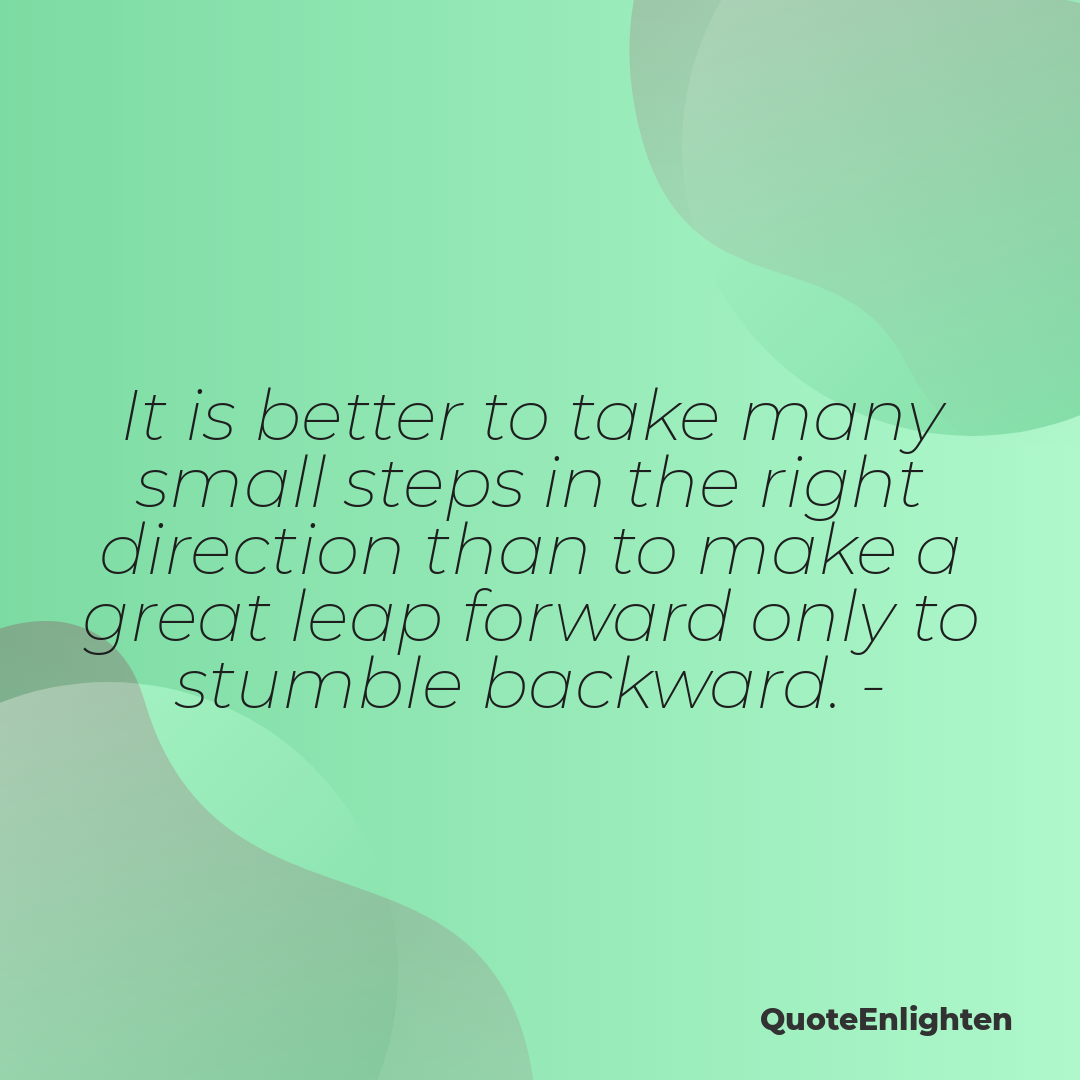 It is better to take many
small steps in the right
direction than to make a
great leap forward only to
stumble backward. -
QuoteEnlighten